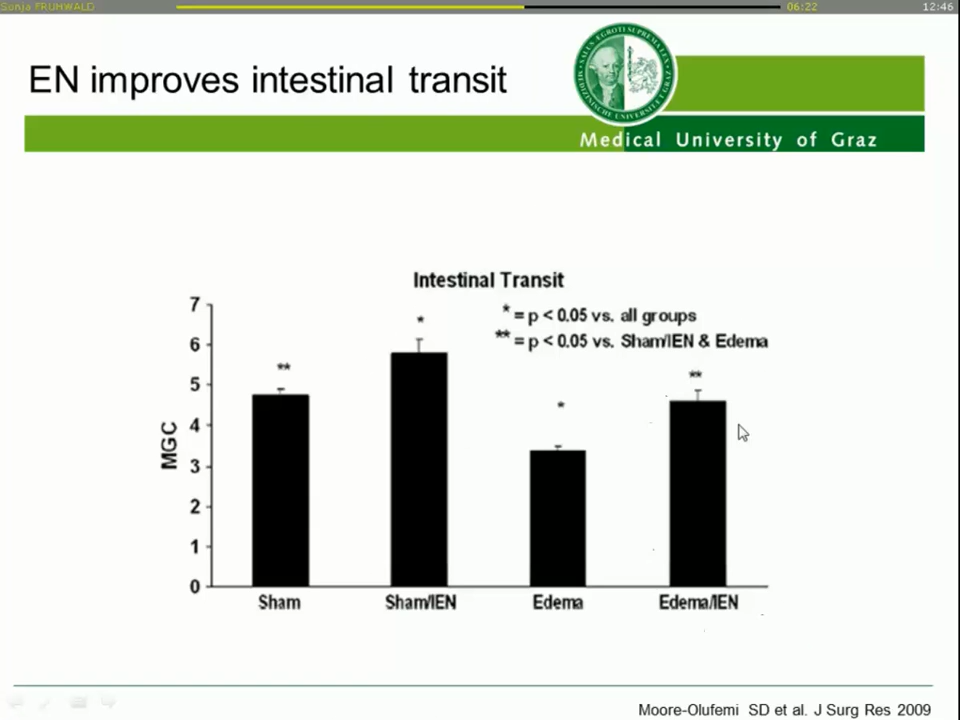 Sonja FRUHWALD
06:22
12:46
EN improves intestinal transit
Medical University of Graz
Intestinal Transit
* = p < 0.05 vs. all groups
** = p < 0.05 vs. Sham/IEN & Edema
MGC
7
6
5
4
3
2
1
0
**
*
*
**
Sham
Sham/IEN
Edema
Edema/IEN
Moore-Olufemi SD et al. J Surg Res 2009